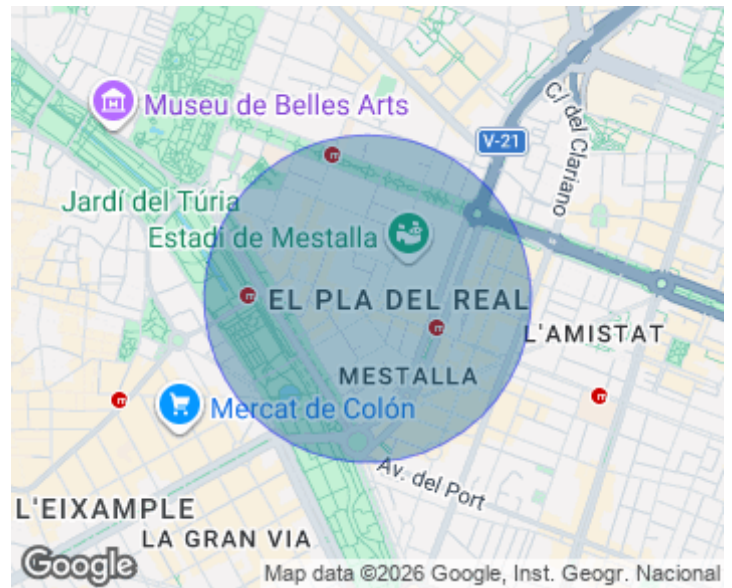 Museu de Belles Arts
V-21
C/ del Clariano
Jardí del Túria
Estadi de Mestalla
EL PLA DEL REAL
L'AMISTAT
MESTALLA
Mercat de Colón
Av. del Port
L'EIXAMPLE
LA GRAN VIA
Google
Map data ©2026 Google, Inst. Geogr. Nacional